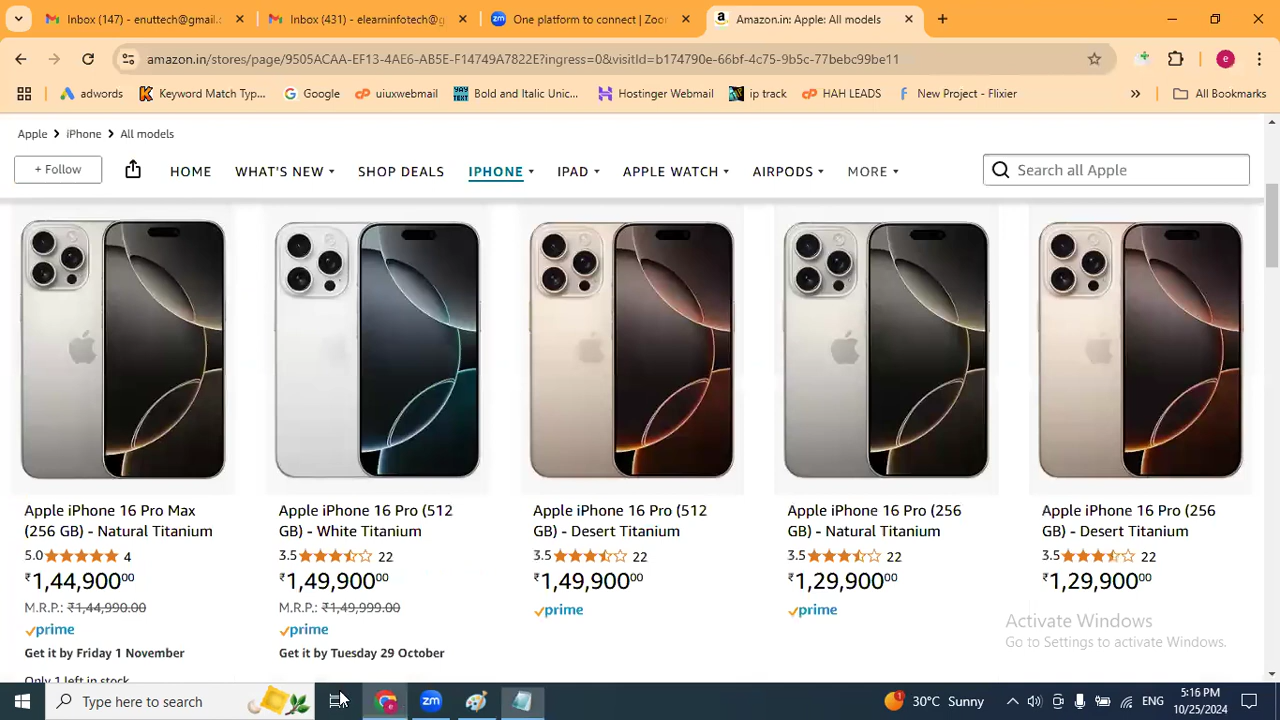 Inbox (147) - enuttech@gmail.
Inbox (431) - elearninfotech@g
One platform to connect | Zoo
Amazon.in: Apple: All models
amazon.in/stores/page/9505ACAA-EF13-4AE6-AB5E-F14749A7822E?ingress=0&visitId=b174790e-66bf-4c75-9b5c-77bebc99be11
e
adwords
Keyword Match Typ...
Google
uiuxwebmail
Bold and Italic Unic...
Hostinger Webmail
ip track
HAH LEADS
New Project - Flixier
All Bookmarks
Apple > iPhone > All models
+ Follow
HOME
WHAT'S NEW
SHOP DEALS
IPHONE
IPAD
APPLE WATCH
AIRPODS
MORE
Search all Apple
Apple iPhone 16 Pro Max
(256 GB) - Natural Titanium
5.0 4
₹1,44,900.00
M.R.P.: ₹1,44,990.00
prime
Get it by Friday 1 November
Only 1 left in stock
Apple iPhone 16 Pro (512
GB) - White Titanium
3.5 22
₹1,49,900.00
M.R.P.: ₹1,49,999.00
prime
Get it by Tuesday 29 October
Apple iPhone 16 Pro (512
GB) - Desert Titanium
3.5 22
₹1,49,900.00
prime
Apple iPhone 16 Pro (256
GB) - Natural Titanium
3.5 22
₹1,29,900.00
prime
Apple iPhone 16 Pro (256
GB) - Desert Titanium
3.5 22
₹1,29,900.00
Activate Windows
Go to Settings to activate Windows.
Type here to search
zm
1
30°C Sunny
ENG
5:16 PM
10/25/2024